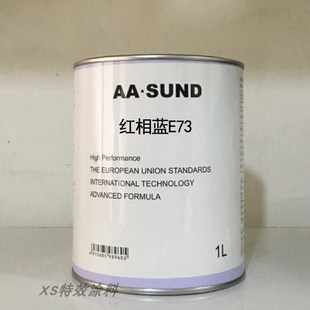 AA·SUND
红相蓝E73
High Performance
THE EUROPEAN UNION STANDARDS
INTERNATIONAL TECHNOLOGY
ADVANCED FORMULA
1L
XS特效涂料